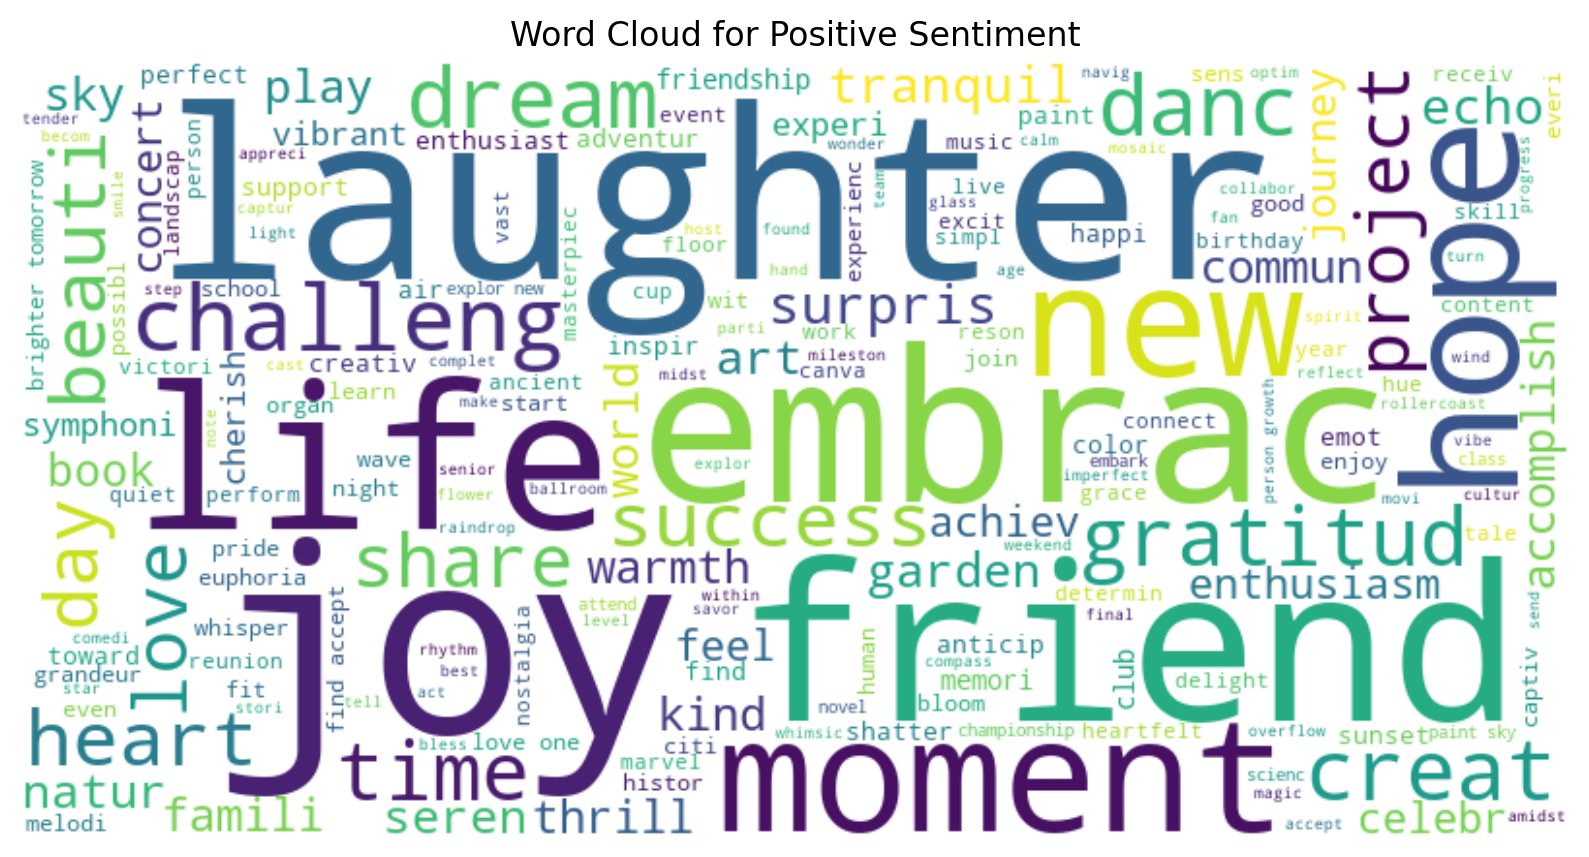 Word Cloud for Positive Sentiment
sky
perfect
play
dream
friendship
tranquil
navig
sens
optim
danc
journey
project
receiv
echo
everi
tender
becom
concert
person
vibrant
enthusiast
event
adventur
experi
wonder
music
paint
calm
mosaic
hope
progress
beauti
smile
landscap
appreci
support
captur
light
laughter
vast
masterpiec
host
floor
found
hand
experienc
team
live
glass
excit
simpl
age
happi
collabor
good
fan
birthday
commun
skill
turn
content
brighter tomorrow
possibl
step
school
air
explor new
challeng
cup
wit
parti
surpris
work
reson
join
new
spirit
year
reflect
accomplish
victori
cherish
creativ
cast
complet
inspir
midst
art
mileston
canva
wind
hue
rollercoast
symphoni
note
learn
organ
life
ancient
make
start
world
embrac
explor
connect
color
embark
imperfect
grace
person growth
emot
enjoy
vibe
class
movi
cultur
book
quiet
perform
wave
night
senior
flower
raindrop
ballroom
success
achiev
weekend
gratitud
tale
day
love
pride
euphoria
share
warmth
garden
determin
final
enthusiasm
send
whisper
comedi
toward
grandeur
star
even
reunion
fit
stori
find accept
tell
joy
rhythm
best
act
nostalgia
attend
level
within
savor
feel
find
friend
human
anticip
compass
memori
bloom
club
delight
captiv
heart
time
bless
love one
kind
citi
marvel
histor
novel
whimsic
shatter
championship
heartfelt
overflow
sunset
paint sky
natur
melodi
famili
seren
thrill
moment
scienc
magic
accept
creat
celebr
amidst